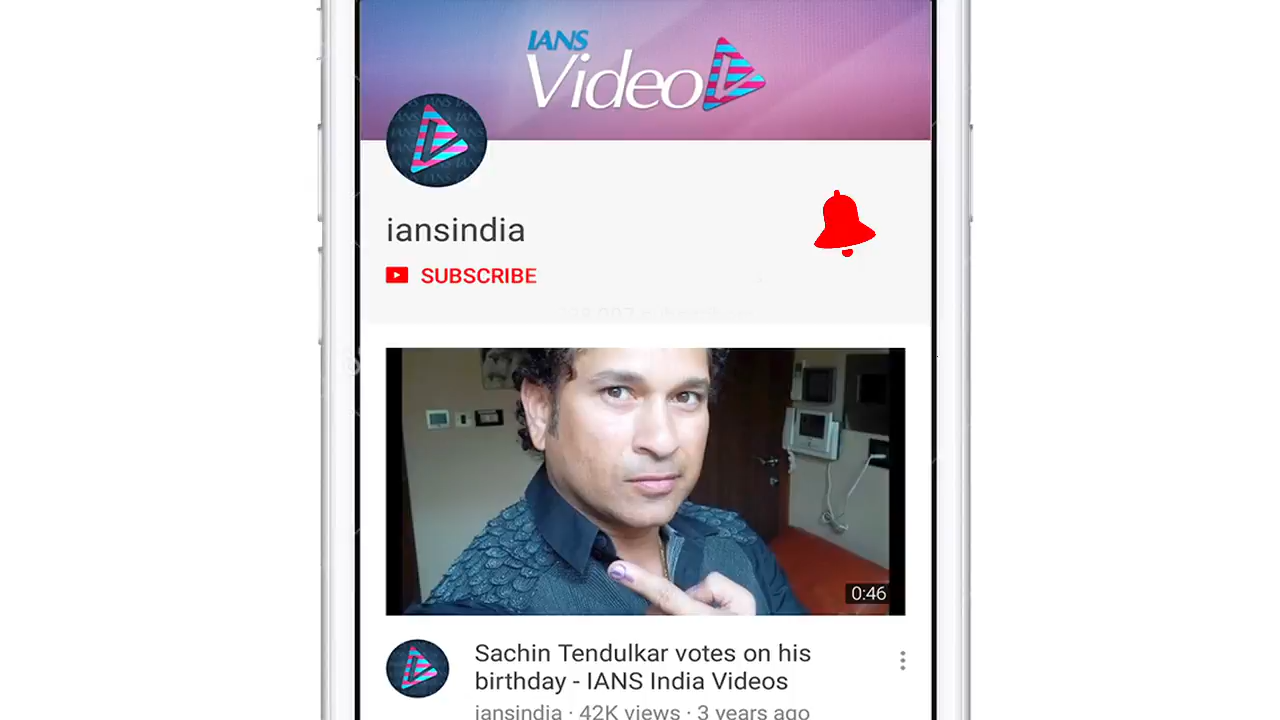 IANS
Video
iansindia
SUBSCRIBE
0:46
Sachin Tendulkar votes on his
birthday - IANS India Videos
iansindia · 42K views · 3 years ago